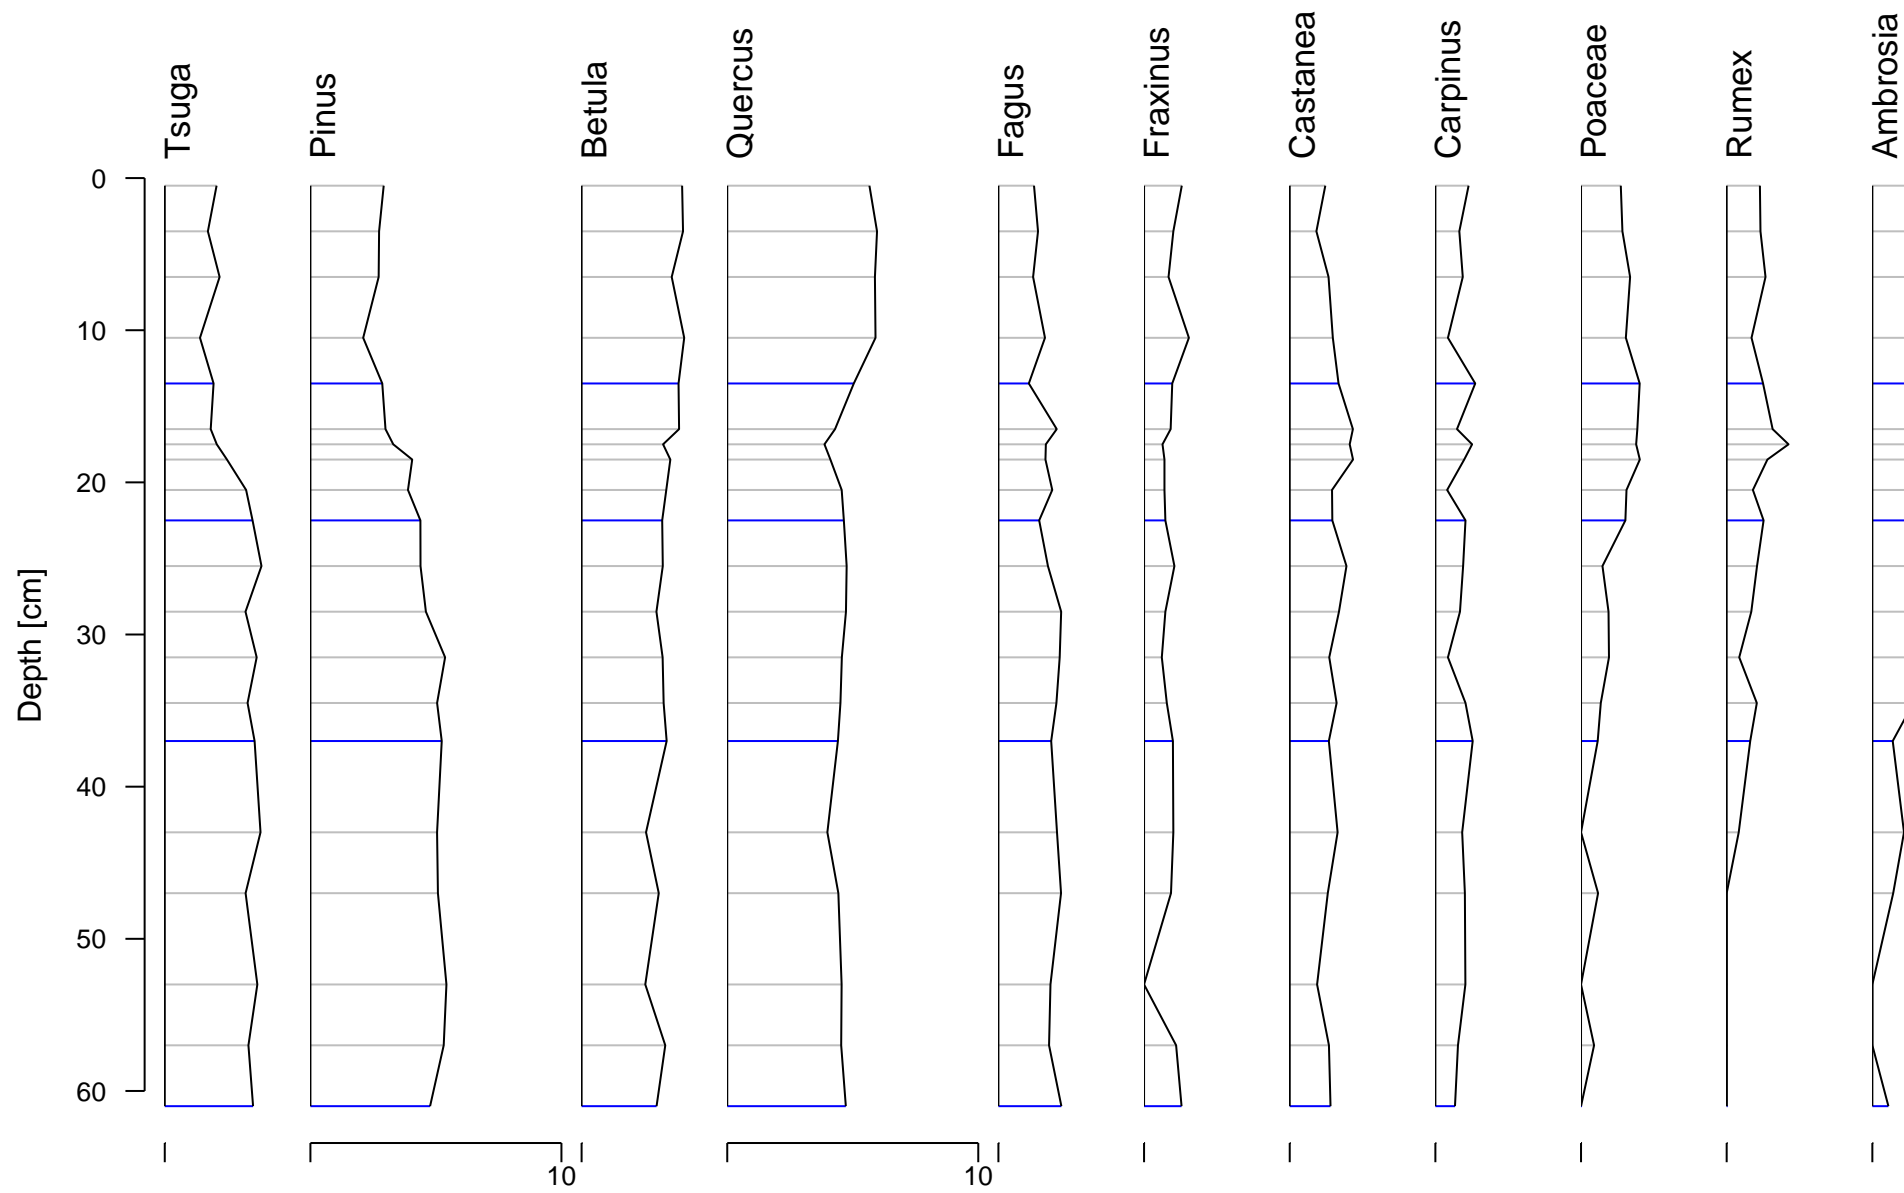 Tsuga
Pinus
Betula
Quercus
Fagus
Fraxinus
Castanea
Carpinus
Poaceae
Rumex
Ambrosia
Depth [cm]
0
10
20
30
40
50
60
10
10